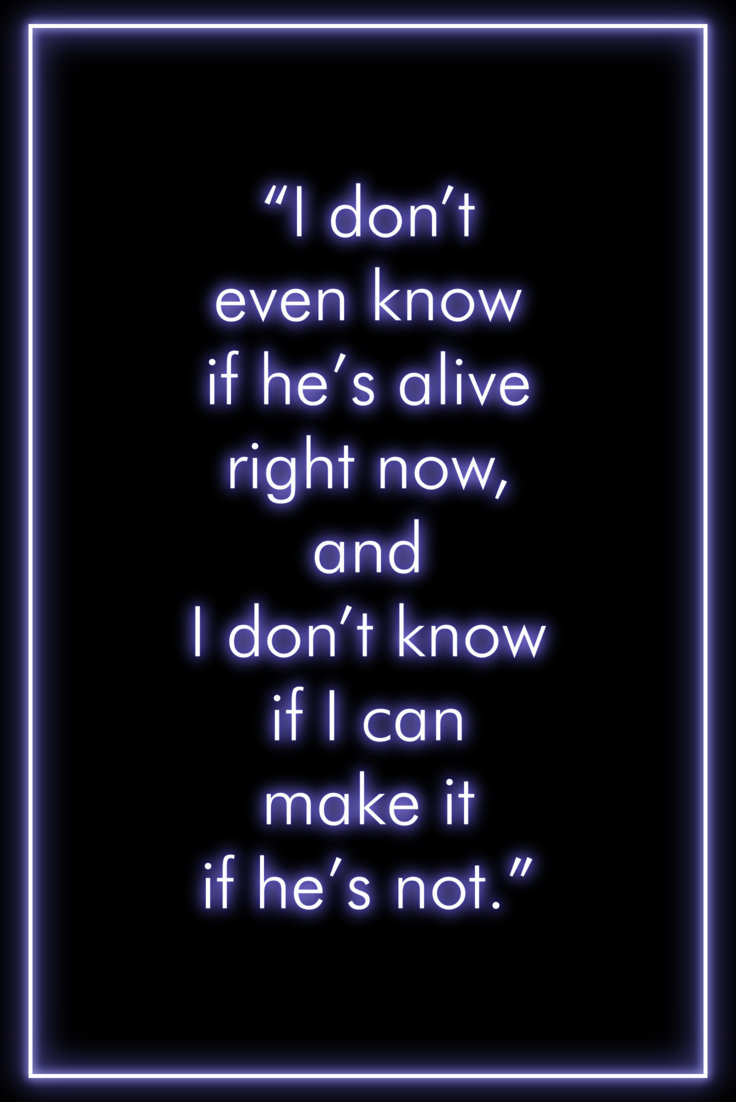 “I don’t
even know
if he’s alive
right now,
and
I don’t know
if I can
make it
if he’s not.”